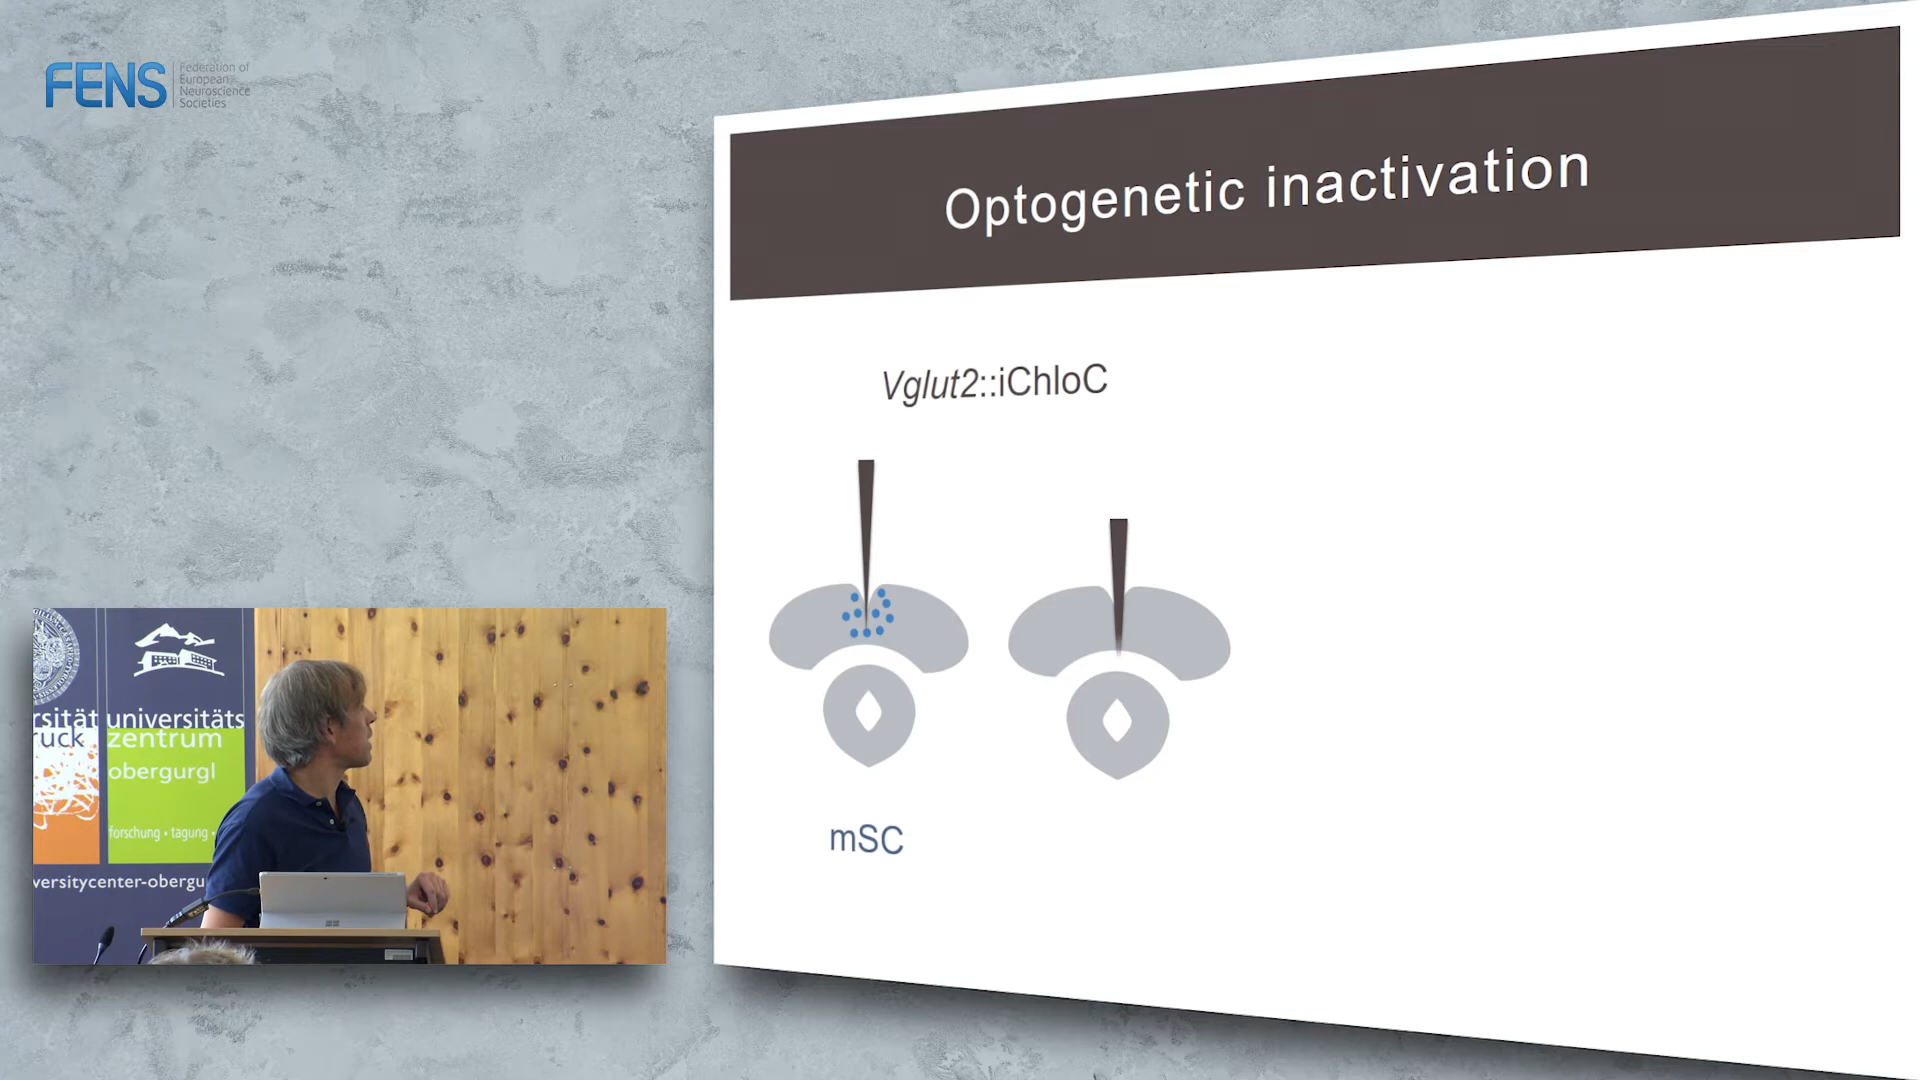 FENS
Federation of
European
Neuroscience
Societies
Optogenetic inactivation
Vglut2::iChloC
mSC
rsität
ruck
universitäts
zentrum
obergurgl
forschung • tagung •
versitycenter-obergu